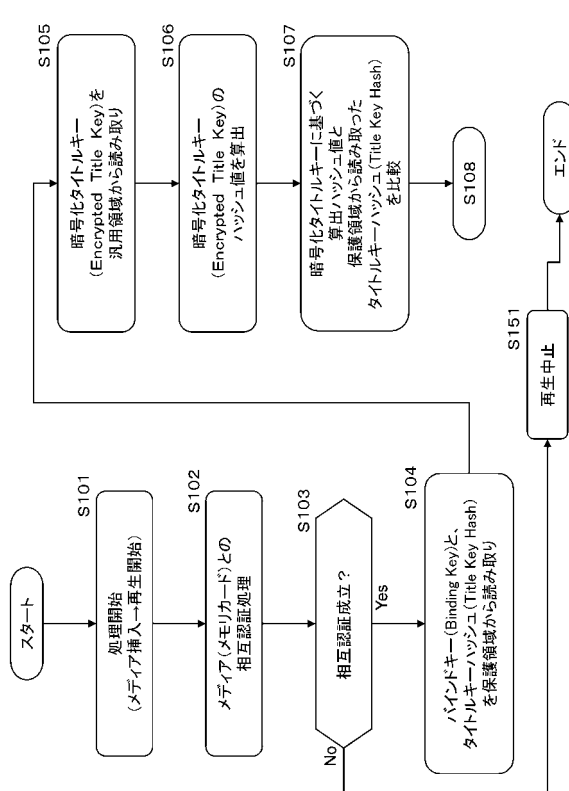 スタート
S101
処理開始
(メディア挿入→再生開始)
S102
メディア(メモリカード)との
相互認証処理
S103
相互認証成立?
No
Yes
S104
バインドキー(Binding Key)と、
タイトルキーハッシュ(Title Key Hash)
を保護領域から読み取り
S105
暗号化タイトルキー
(Encrypted Title Key)を
汎用領域から読み取り
S106
暗号化タイトルキー
(Encrypted Title Key)の
ハッシュ値を算出
S107
暗号化タイトルキーに基づく
算出ハッシュ値と
保護領域から読み取った
タイトルキーハッシュ(Title Key Hash)
を比較
S108
S151
再生中止
エンド